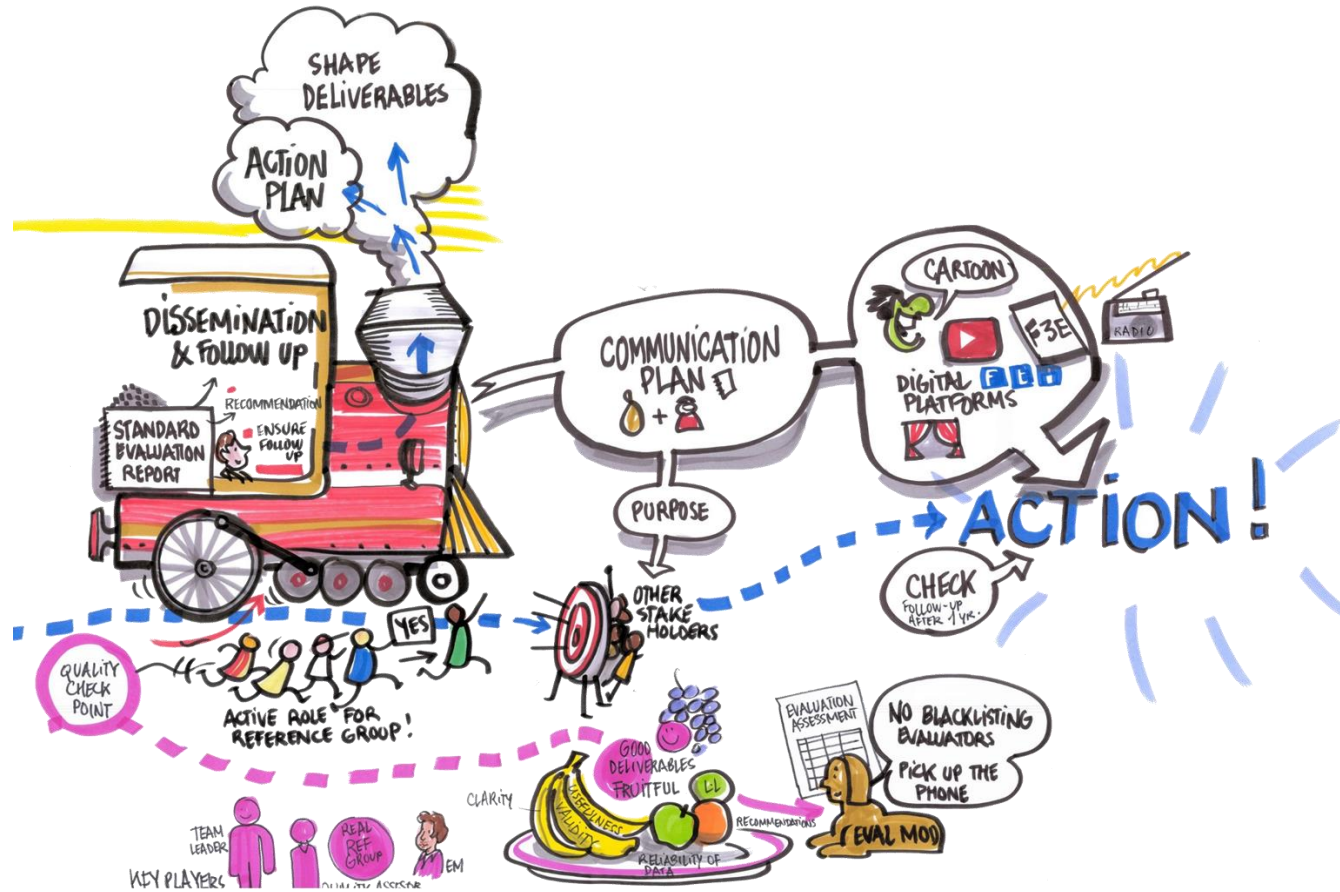 SHAPE
DELIVERABLES
ACTION
PLAN
DISSEMINATION
& FOLLOW UP
RECOMMENDATION
STANDARD
EVALUATION
REPORT
ENSURE
FOLLOW
UP
COMMUNICATION
PLAN
PURPOSE
CARTOON
F3E
DIGITAL
PLATFORMS
RADIO
ACTION!
CHECK
FOLLOW-UP
AFTER 1 YR.
OTHER
STAKE
HOLDERS
YES
QUALITY
CHECK
POINT
ACTIVE ROLE FOR
REFERENCE GROUP!
GOOD
DELIVERABLES
FRUITFUL
CLARITY
USEFULNESS
VALIDITY
RELIABILITY OF
DATA
RECOMMENDATIONS
EVALUATION
ASSESSMENT
NO BLACKLISTING
EVALUATORS
PICK UP THE
PHONE
EVAL MOD
TEAM
LEADER
REAL
REF
GROUP
EM
KEY PLAYERS
QUALITY ASSESOR